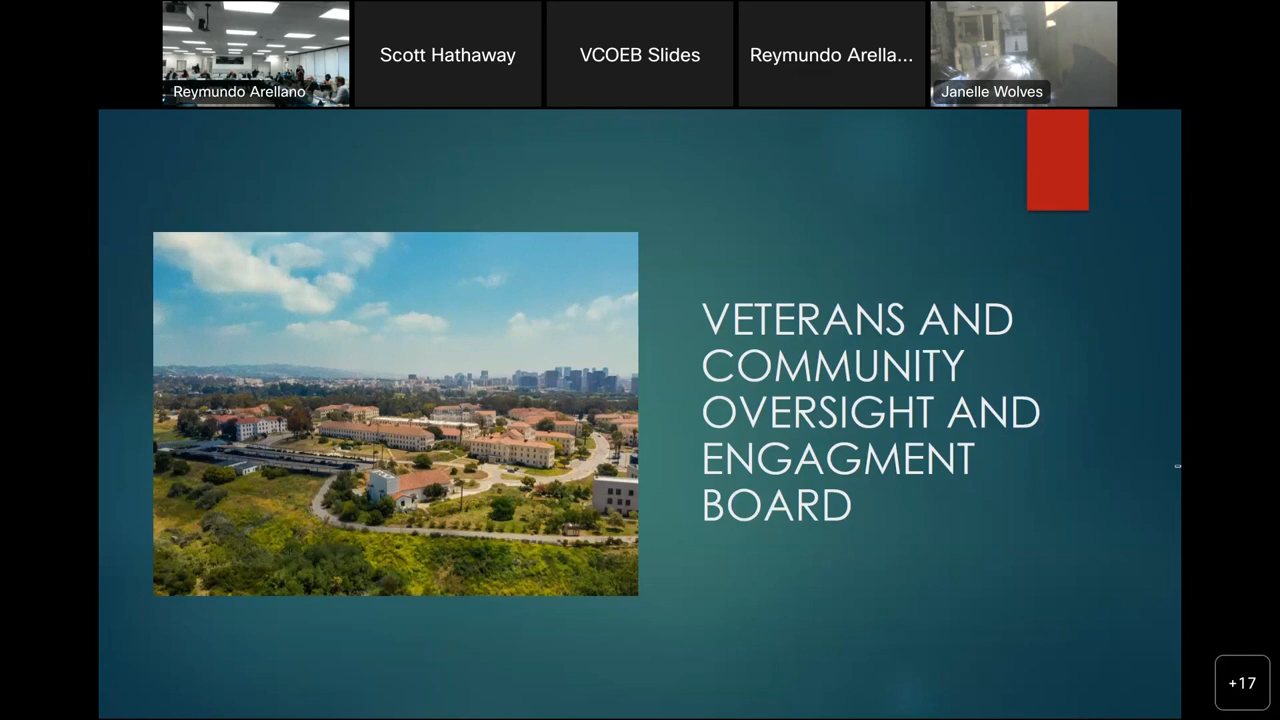 Reymundo Arellano
Scott Hathaway
VCOEB Slides
Reymundo Arella...
Janelle Wolves
VETERANS AND
COMMUNITY
OVERSIGHT AND
ENGAGMENT
BOARD
+17